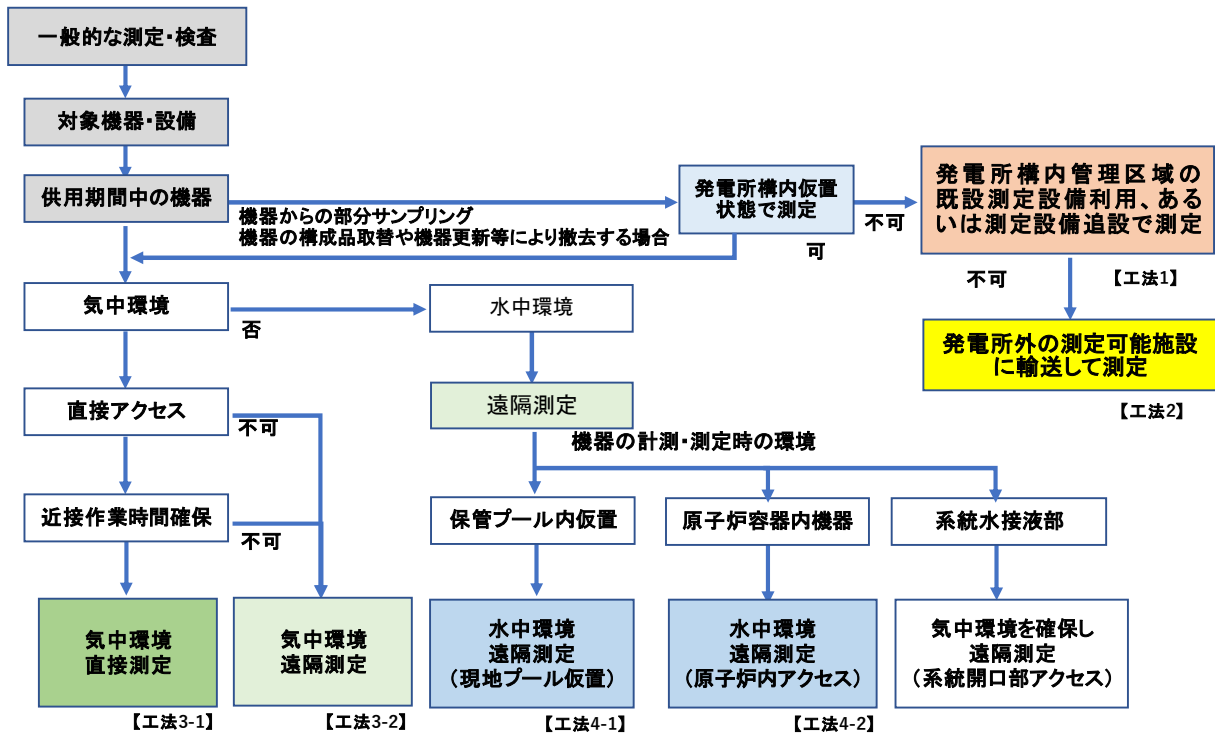 一般的な測定・検査
対象機器・設備
供用期間中の機器
機器からの部分サンプリング
機器の構成品取替や機器更新等により撤去する場合
発電所構内仮置
状態で測定
不可
可
発電所構内管理区域の
既設測定設備利用、ある
いは測定設備追設で測定
不可
【工法1】
発電所外の測定可能施設
に輸送して測定
【工法2】
気中環境
否
水中環境
直接アクセス
不可
遠隔測定
機器の計測・測定時の環境
近接作業時間確保
不可
保管プール内仮置
原子炉容器内機器
系統水接液部
気中環境
直接測定
【工法3-1】
気中環境
遠隔測定
【工法3-2】
水中環境
遠隔測定
（現地プール仮置）
【工法4-1】
水中環境
遠隔測定
（原子炉内アクセス）
【工法4-2】
気中環境を確保し
遠隔測定
（系統開口部アクセス）